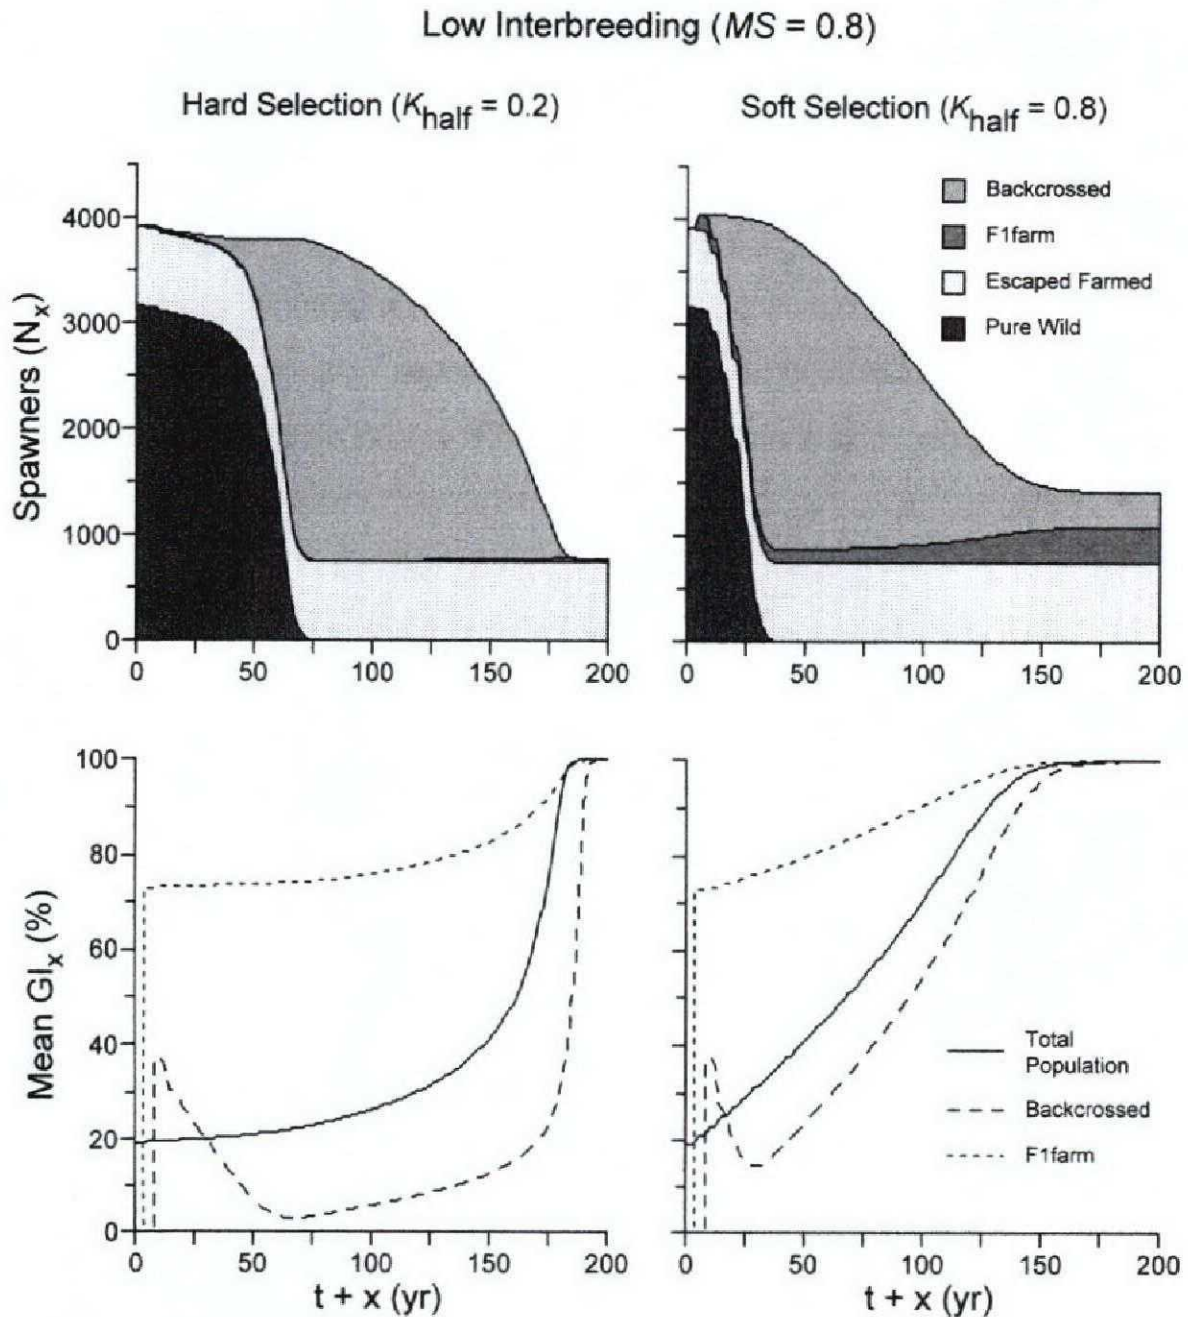 Low Interbreeding (MS = 0.8)
Hard Selection (Khalf = 0.2)
Soft Selection (Khalf = 0.8)
Spawners (Nx)
4000
3000
2000
1000
0
0 50 100 150 200
Backcrossed
F1farm
Escaped Farmed
Pure Wild
0 50 100 150 200
Mean GIx (%)
100
80
60
40
20
0
0 50 100 150 200
t + x (yr)
Total
Population
Backcrossed
F1farm
0 50 100 150 200
t + x (yr)